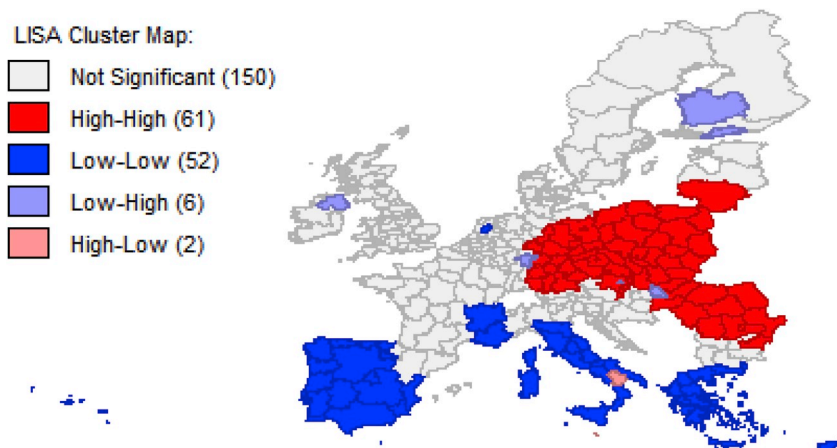 LISA Cluster Map:
Not Significant (150)
High-High (61)
Low-Low (52)
Low-High (6)
High-Low (2)